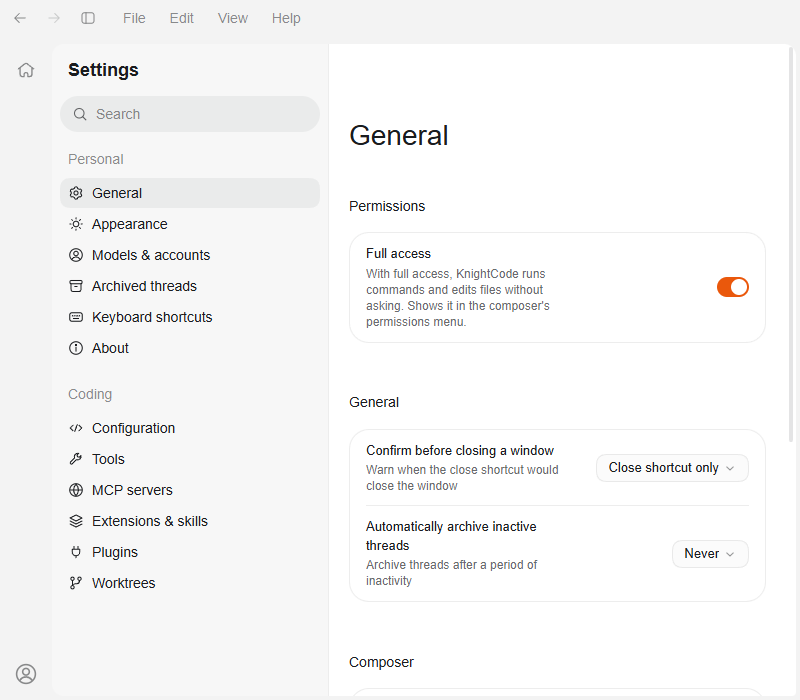 File Edit View Help
Settings
Search
Personal
General
Appearance
Models & accounts
Archived threads
Keyboard shortcuts
About
Coding
Configuration
Tools
MCP servers
Extensions & skills
Plugins
Worktrees
General
Permissions
Full access
With full access, KnightCode runs
commands and edits files without
asking. Shows it in the composer's
permissions menu.
General
Confirm before closing a window
Warn when the close shortcut would
close the window
Close shortcut only
Automatically archive inactive
threads
Archive threads after a period of
inactivity
Never
Composer